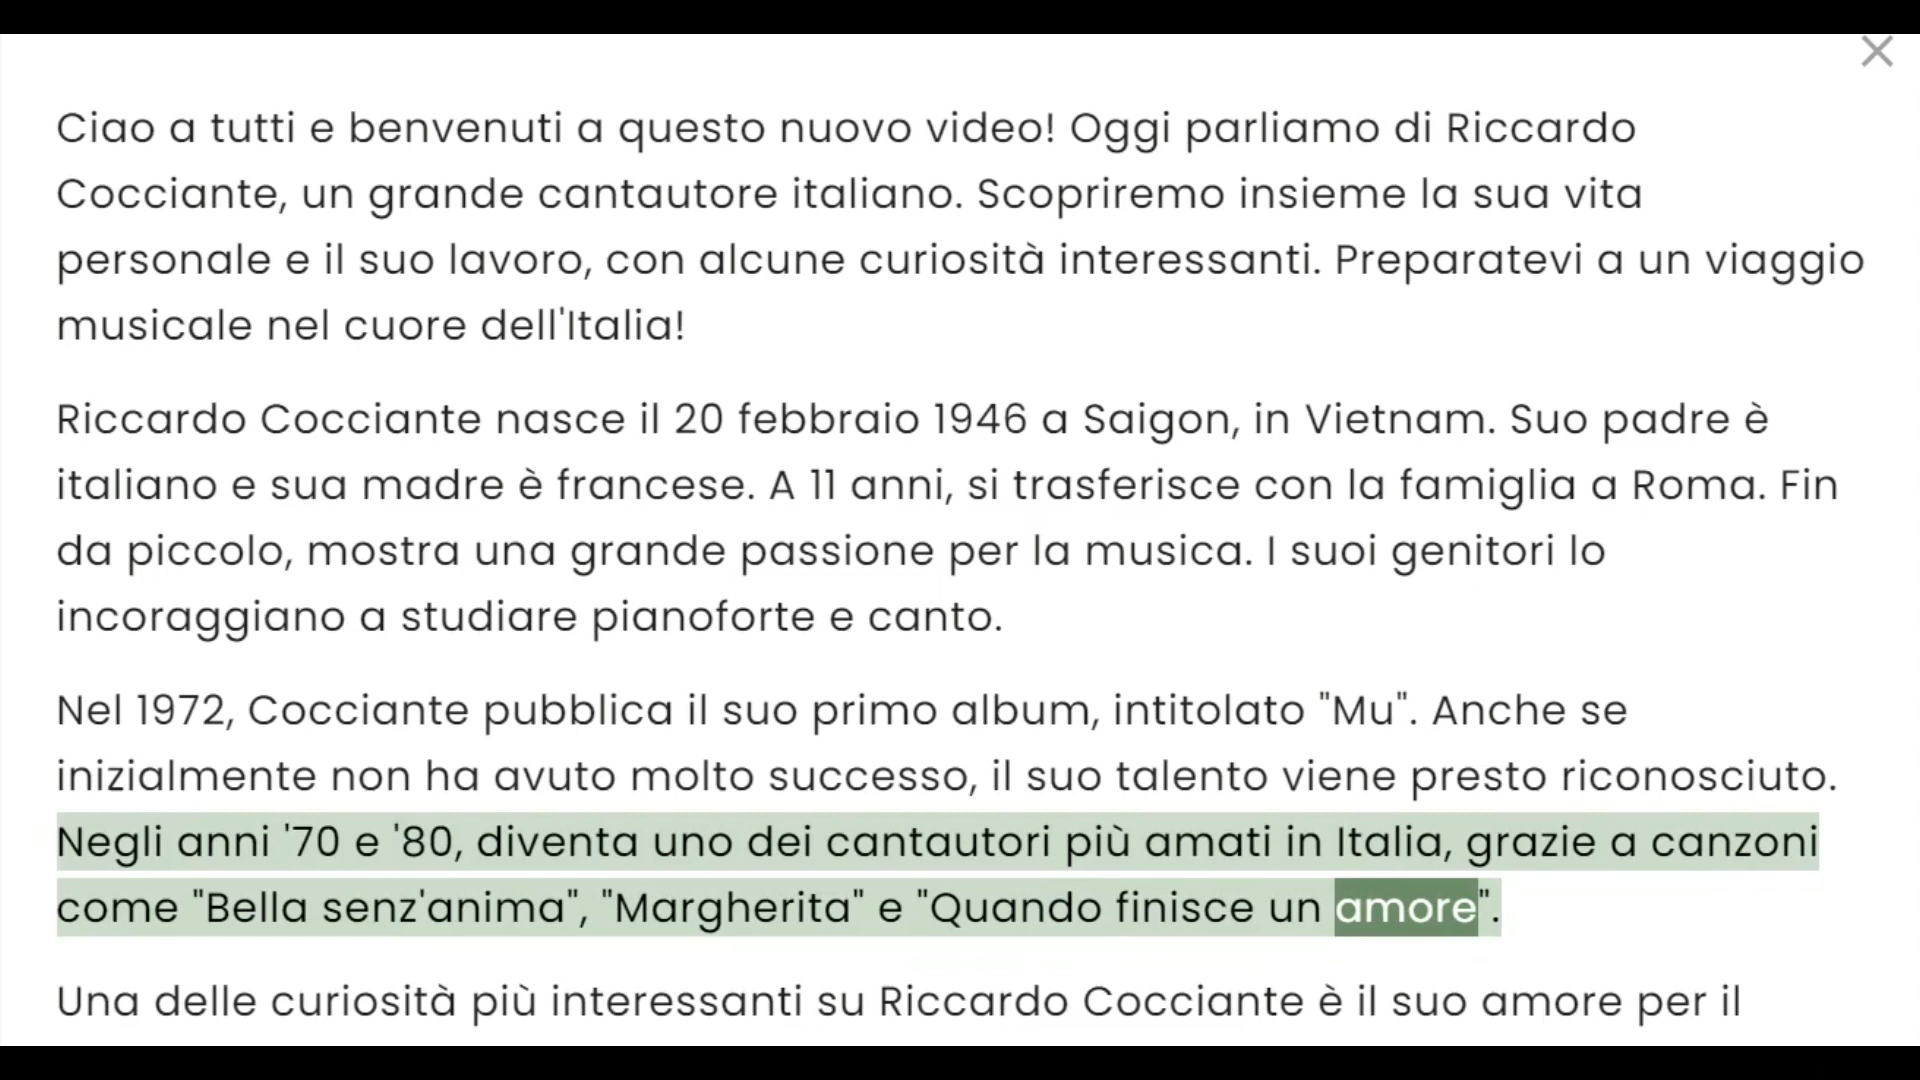 Ciao a tutti e benvenuti a questo nuovo video! Oggi parliamo di Riccardo
Cocciante, un grande cantautore italiano. Scopriremo insieme la sua vita
personale e il suo lavoro, con alcune curiosità interessanti. Preparatevi a un viaggio
musicale nel cuore dell'Italia!
Riccardo Cocciante nasce il 20 febbraio 1946 a Saigon, in Vietnam. Suo padre è
italiano e sua madre è francese. A 11 anni, si trasferisce con la famiglia a Roma. Fin
da piccolo, mostra una grande passione per la musica. I suoi genitori lo
incoraggiano a studiare pianoforte e canto.
Nel 1972, Cocciante pubblica il suo primo album, intitolato "Mu". Anche se
inizialmente non ha avuto molto successo, il suo talento viene presto riconosciuto.
Negli anni '70 e '80, diventa uno dei cantautori più amati in Italia, grazie a canzoni
come "Bella senz'anima", "Margherita" e "Quando finisce un amore".
Una delle curiosità più interessanti su Riccardo Cocciante è il suo amore per il